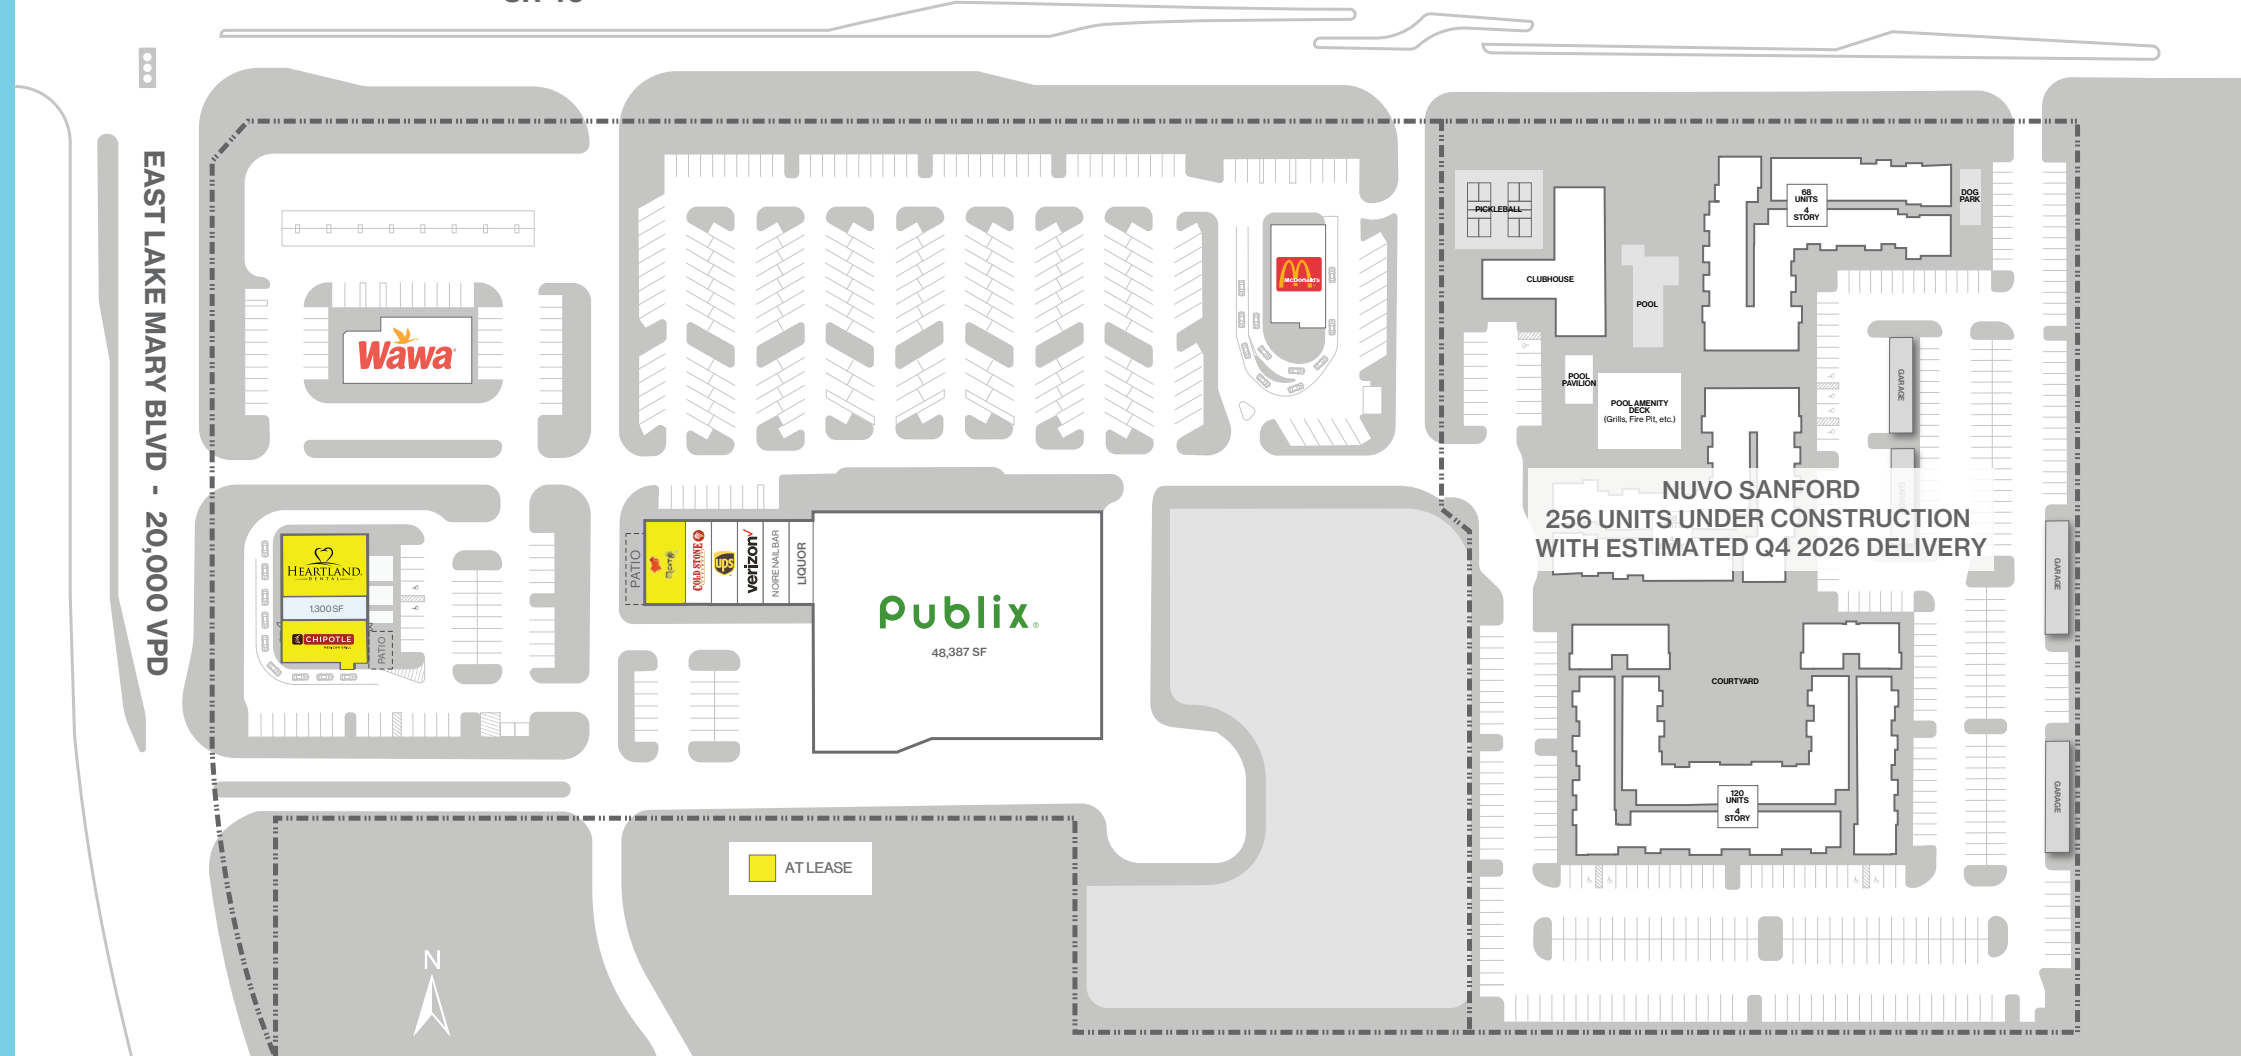 EAST LAKE MARY BLVD - 20,000 VPD
Wawa
McDonald's
PICKLEBALL
CLUBHOUSE
POOL
POOL
PAVILION
POOL AMENITY
DECK
(Grills, Fire Pit, etc.)
68
UNITS
4
STORY
DOG
PARK
GARAGE
NUVO SANFORD
256 UNITS UNDER CONSTRUCTION
WITH ESTIMATED Q4 2026 DELIVERY
GARAGE
GARAGE
COURTYARD
120
UNITS
4
STORY
HEARTLAND
DENTAL
1,300 SF
CHIPOTLE
MEXICAN GRILL
PATIO
PATIO
COLD STONE
CREAMERY
ups
verizon
NOIRE NAIL BAR
LIQUOR
Publix
48,387 SF
AT LEASE
N